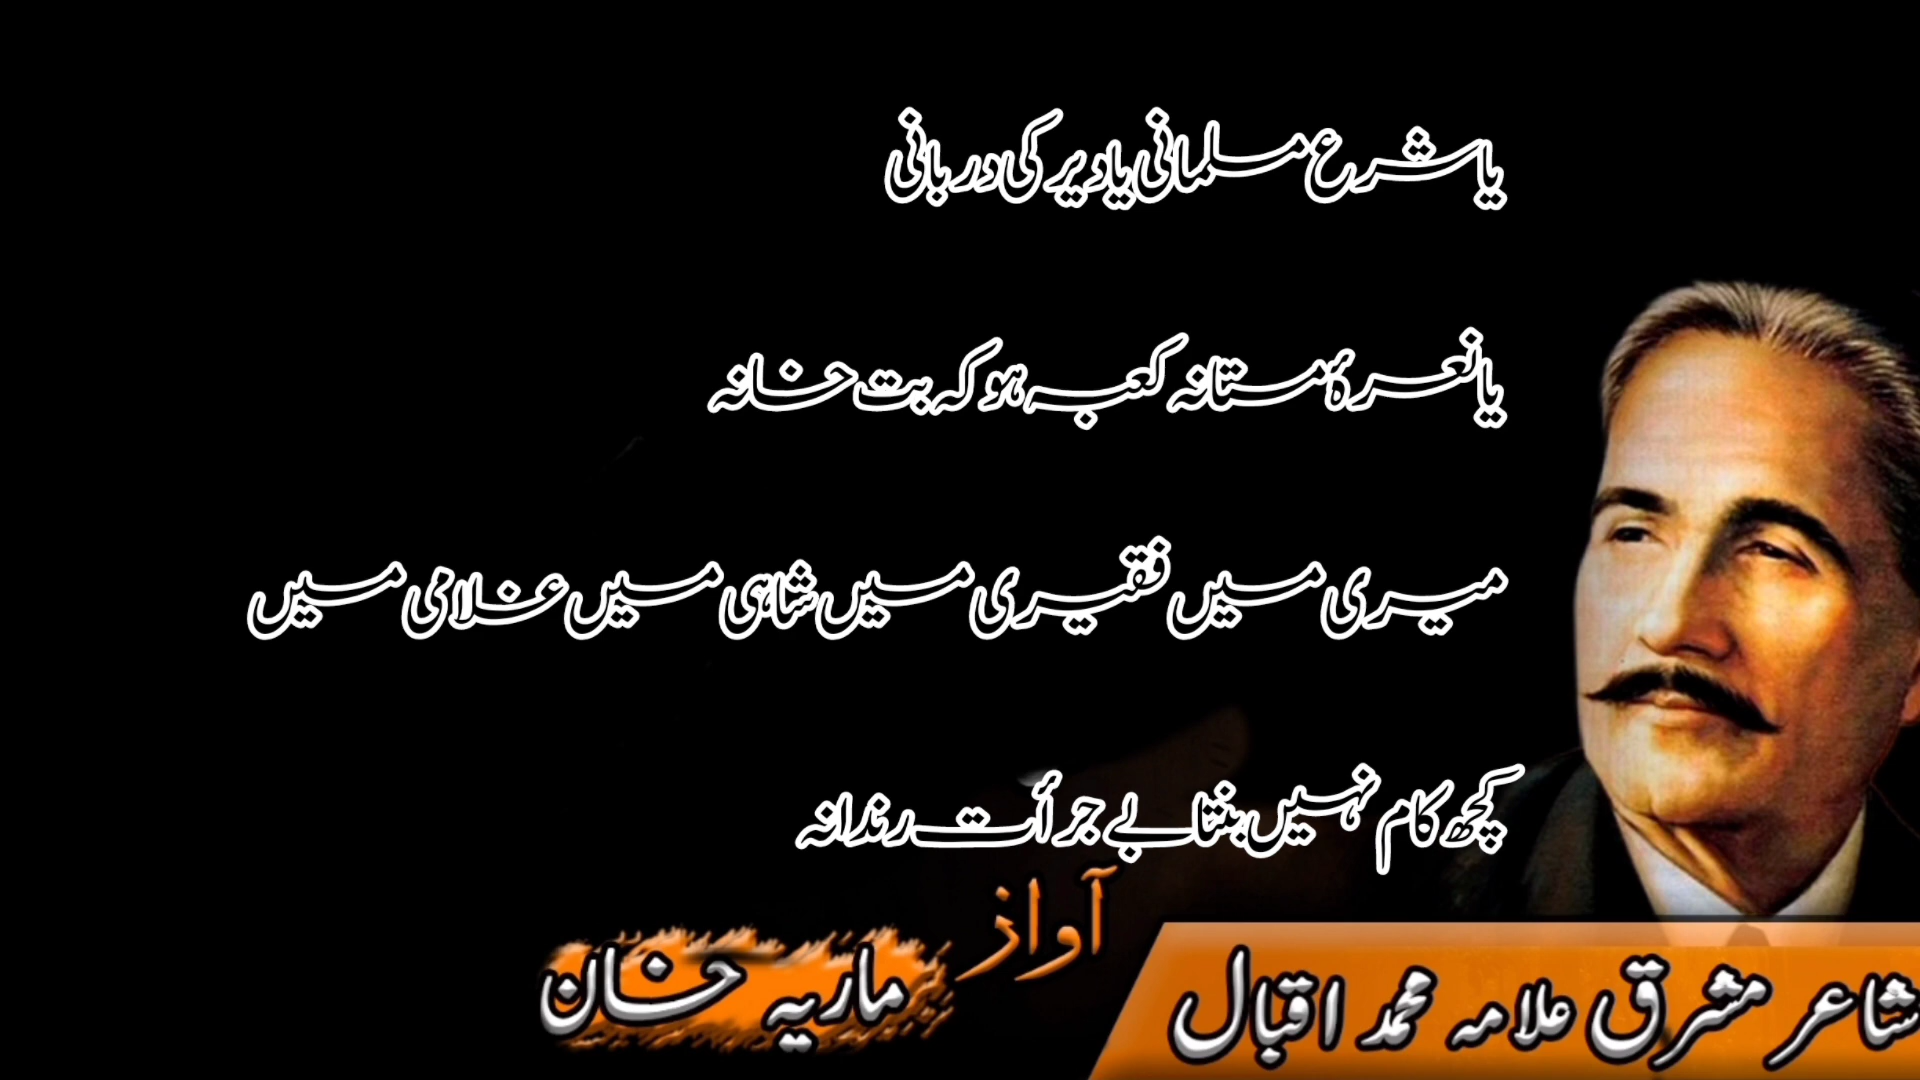 یا شرع مسلمانی یا دیر کی دربانی
یا نعرۂ مستانہ کعبہ ہو کہ بت خانہ
میری میں فقیری میں شاہی میں غلامی میں
کچھ کام نہیں بنتا بے جرأت رندانہ
آواز
ماریہ خان
شاعر مشرق علامہ محمد اقبال